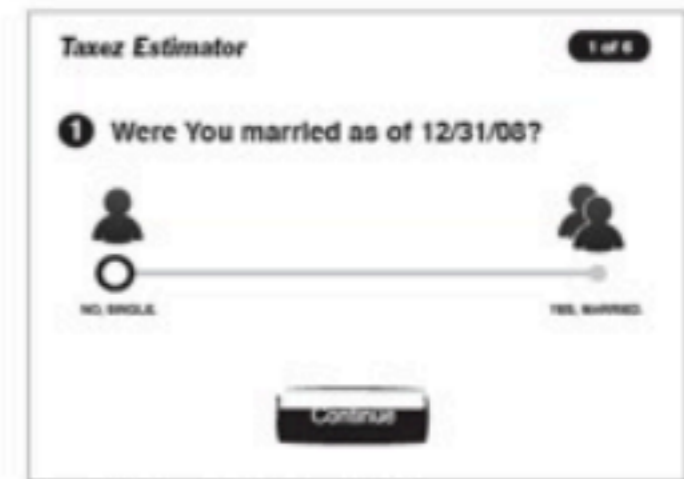 Taxez Estimator
1 of 6
1 Were You married as of 12/31/08?
NO, SINGLE.
YES, MARRIED.
Continue